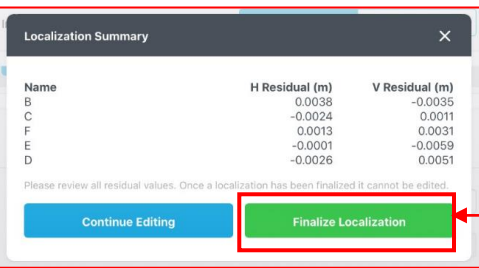 Localization Summary
Name H Residual (m) V Residual (m)
B 0.0038 -0.0035
C -0.0024 0.0011
F 0.0013 0.0031
E -0.0001 -0.0059
D -0.0026 0.0051
Please review all residual values. Once a localization has been finalized it cannot be edited.
Continue Editing Finalize Localization